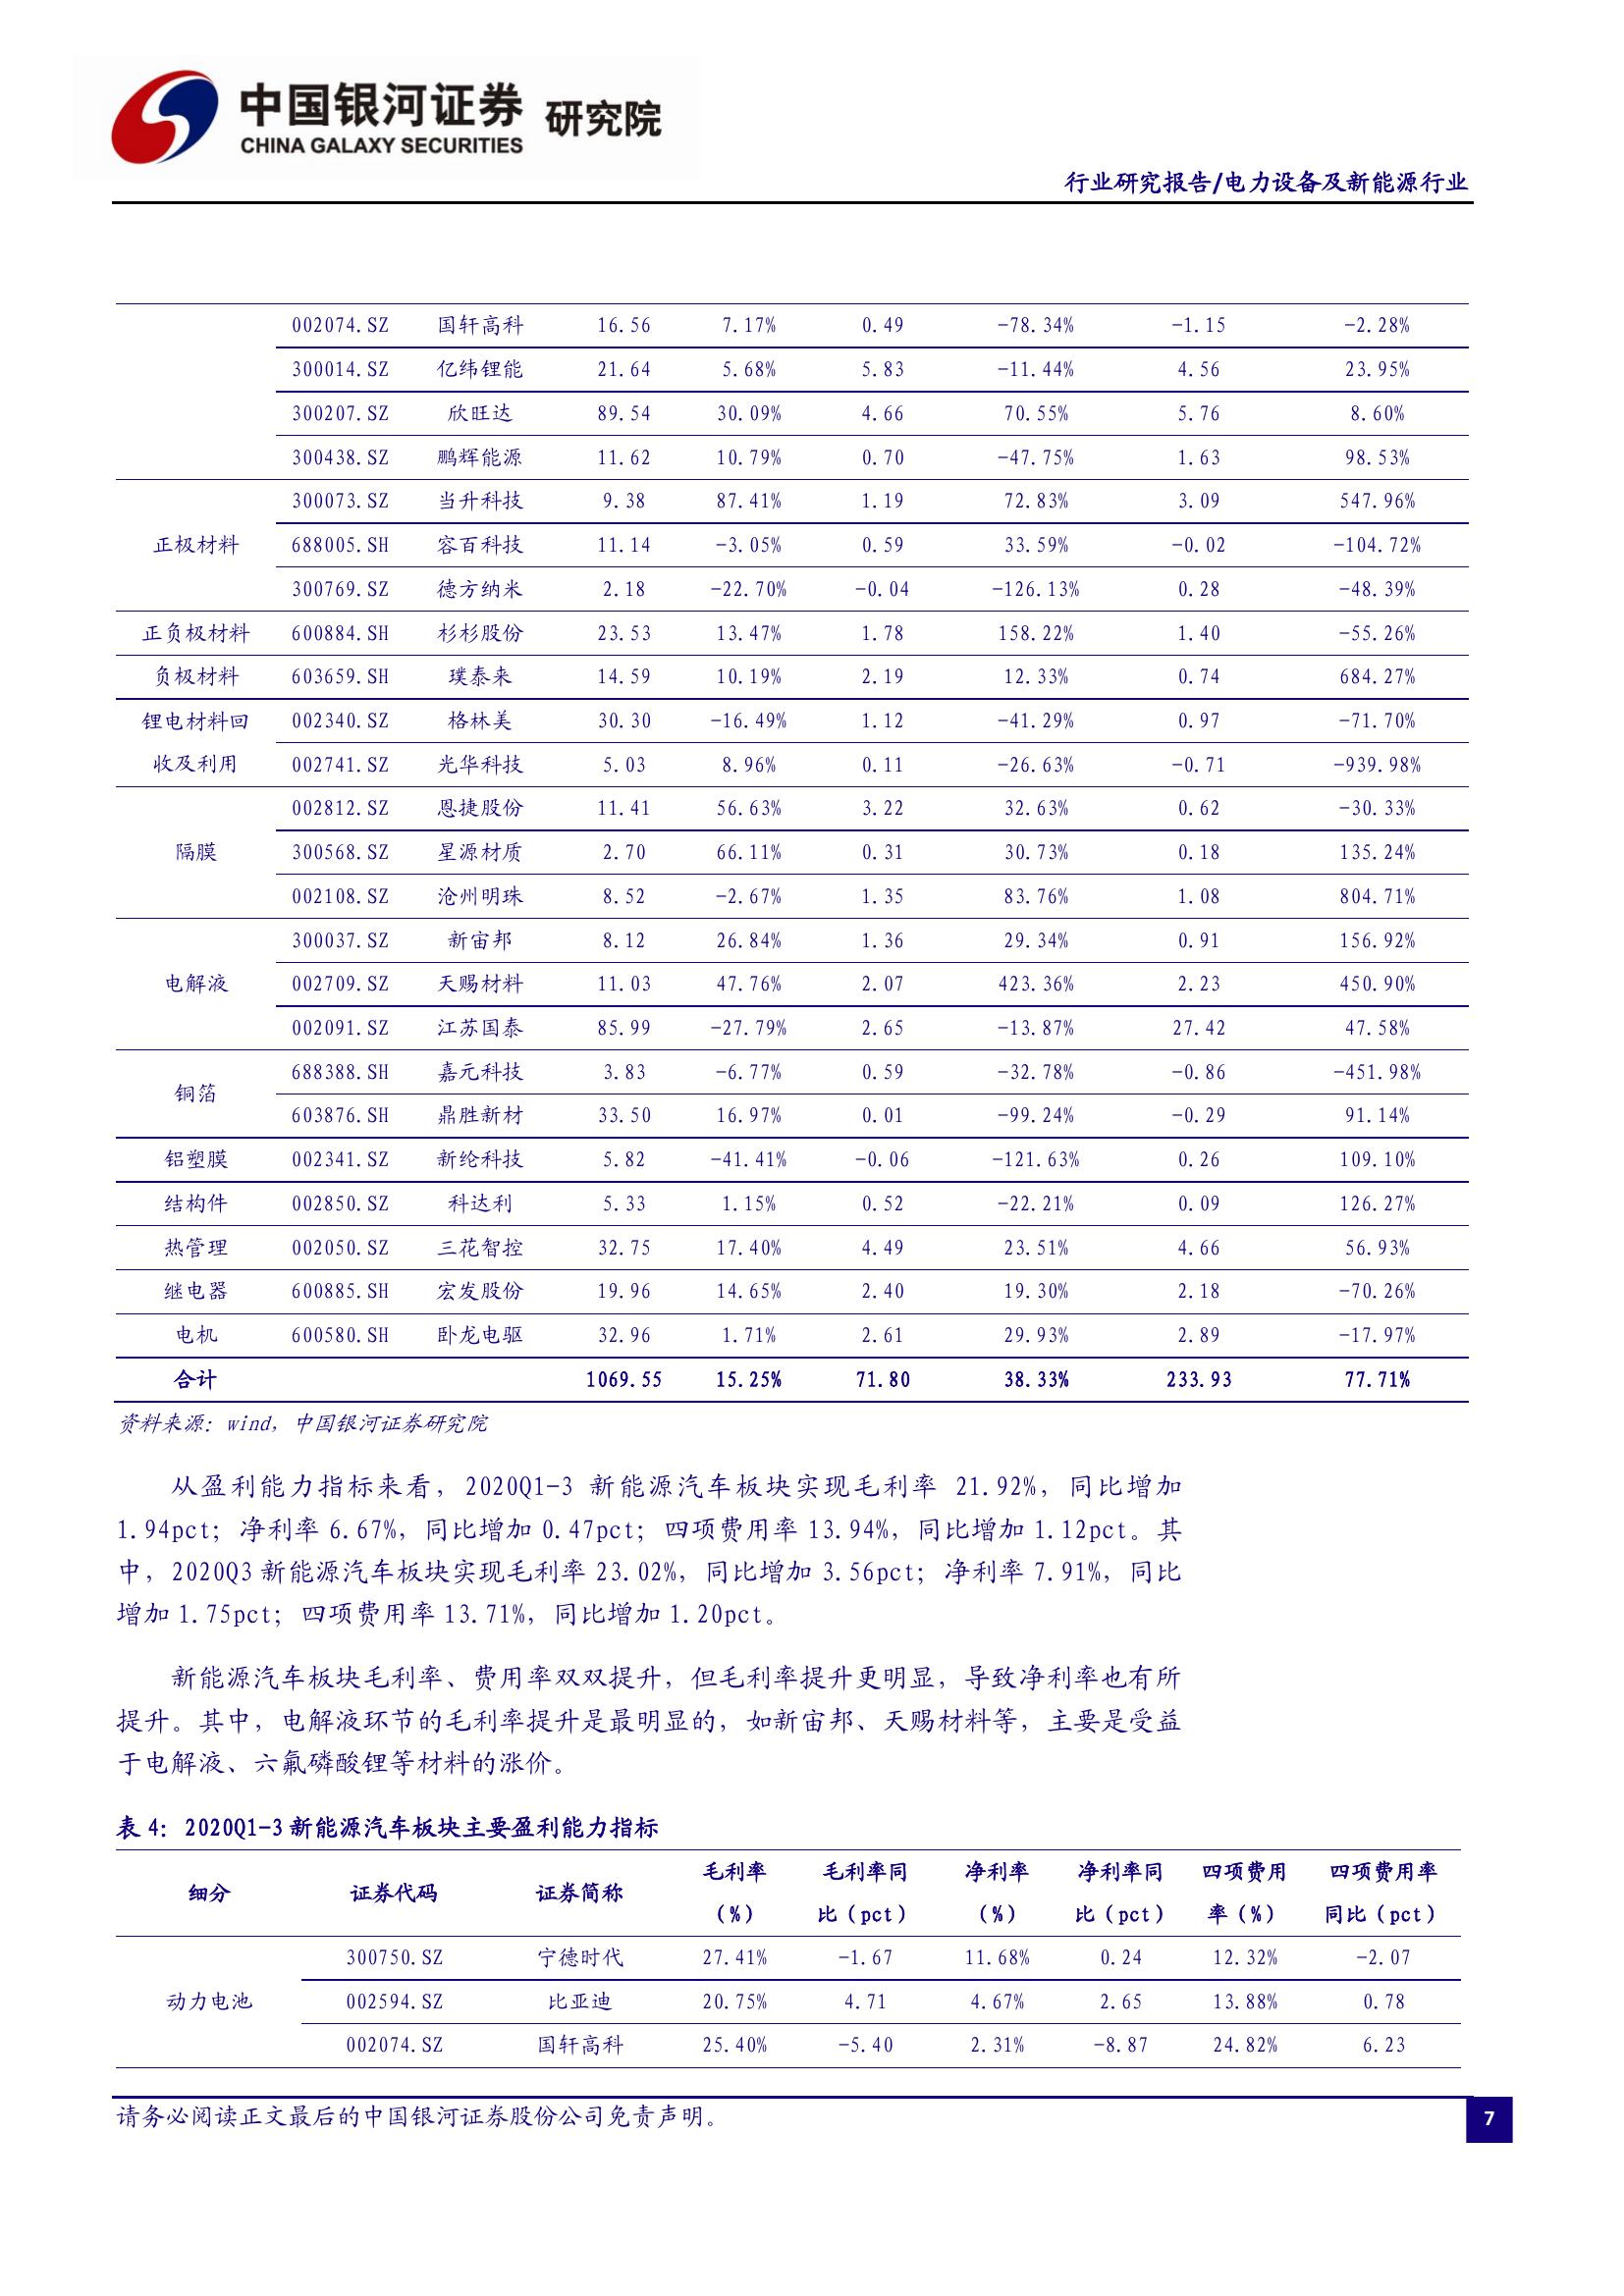 中国银河证券 研究院
CHINA GALAXY SECURITIES
行业研究报告/电力设备及新能源行业
002074.SZ 国轩高科 16.56 7.17% 0.49 -78.34% -1.15 -2.28%
300014.SZ 亿纬锂能 21.64 5.68% 5.83 -11.44% 4.56 23.95%
300207.SZ 欣旺达 89.54 30.09% 4.66 70.55% 5.76 8.60%
300438.SZ 鹏辉能源 11.62 10.79% 0.70 -47.75% 1.63 98.53%
300073.SZ 当升科技 9.38 87.41% 1.19 72.83% 3.09 547.96%
正极材料 688005.SH 容百科技 11.14 -3.05% 0.59 33.59% -0.02 -104.72%
300769.SZ 德方纳米 2.18 -22.70% -0.04 -126.13% 0.28 -48.39%
正负极材料 600884.SH 杉杉股份 23.53 13.47% 1.78 158.22% 1.40 -55.26%
负极材料 603659.SH 璞泰来 14.59 10.19% 2.19 12.33% 0.74 684.27%
锂电材料回 002340.SZ 格林美 30.30 -16.49% 1.12 -41.29% 0.97 -71.70%
收及利用 002741.SZ 光华科技 5.03 8.96% 0.11 -26.63% -0.71 -939.98%
002812.SZ 恩捷股份 11.41 56.63% 3.22 32.63% 0.62 -30.33%
隔膜 300568.SZ 星源材质 2.70 66.11% 0.31 30.73% 0.18 135.24%
002108.SZ 沧州明珠 8.52 -2.67% 1.35 83.76% 1.08 804.71%
300037.SZ 新宙邦 8.12 26.84% 1.36 29.34% 0.91 156.92%
电解液 002709.SZ 天赐材料 11.03 47.76% 2.07 423.36% 2.23 450.90%
002091.SZ 江苏国泰 85.99 -27.79% 2.65 -13.87% 27.42 47.58%
688388.SH 嘉元科技 3.83 -6.77% 0.59 -32.78% -0.86 -451.98%
铜箔
603876.SH 鼎胜新材 33.50 16.97% 0.01 -99.24% -0.29 91.14%
铝塑膜 002341.SZ 新纶科技 5.82 -41.41% -0.06 -121.63% 0.26 109.10%
结构件 002850.SZ 科达利 5.33 1.15% 0.52 -22.21% 0.09 126.27%
热管理 002050.SZ 三花智控 32.75 17.40% 4.49 23.51% 4.66 56.93%
继电器 600885.SH 宏发股份 19.96 14.65% 2.40 19.30% 2.18 -70.26%
电机 600580.SH 卧龙电驱 32.96 1.71% 2.61 29.93% 2.89 -17.97%
合计 1069.55 15.25% 71.80 38.33% 233.93 77.71%
资料来源：wind，中国银河证券研究院
从盈利能力指标来看，2020Q1-3 新能源汽车板块实现毛利率 21.92%，同比增加
1.94pct；净利率 6.67%，同比增加 0.47pct；四项费用率 13.94%，同比增加 1.12pct。其
中，2020Q3 新能源汽车板块实现毛利率 23.02%，同比增加 3.56pct；净利率 7.91%，同比
增加 1.75pct；四项费用率 13.71%，同比增加 1.20pct。
新能源汽车板块毛利率、费用率双双提升，但毛利率提升更明显，导致净利率也有所
提升。其中，电解液环节的毛利率提升是最明显的，如新宙邦、天赐材料等，主要是受益
于电解液、六氟磷酸锂等材料的涨价。
表 4：2020Q1-3 新能源汽车板块主要盈利能力指标
毛利率 毛利率同 净利率 净利率同 四项费用 四项费用率
细分 证券代码 证券简称
（%） 比（pct） （%） 比（pct） 率（%） 同比（pct）
300750.SZ 宁德时代 27.41% -1.67 11.68% 0.24 12.32% -2.07
动力电池 002594.SZ 比亚迪 20.75% 4.71 4.67% 2.65 13.88% 0.78
002074.SZ 国轩高科 25.40% -5.40 2.31% -8.87 24.82% 6.23
请务必阅读正文最后的中国银河证券股份公司免责声明。
7